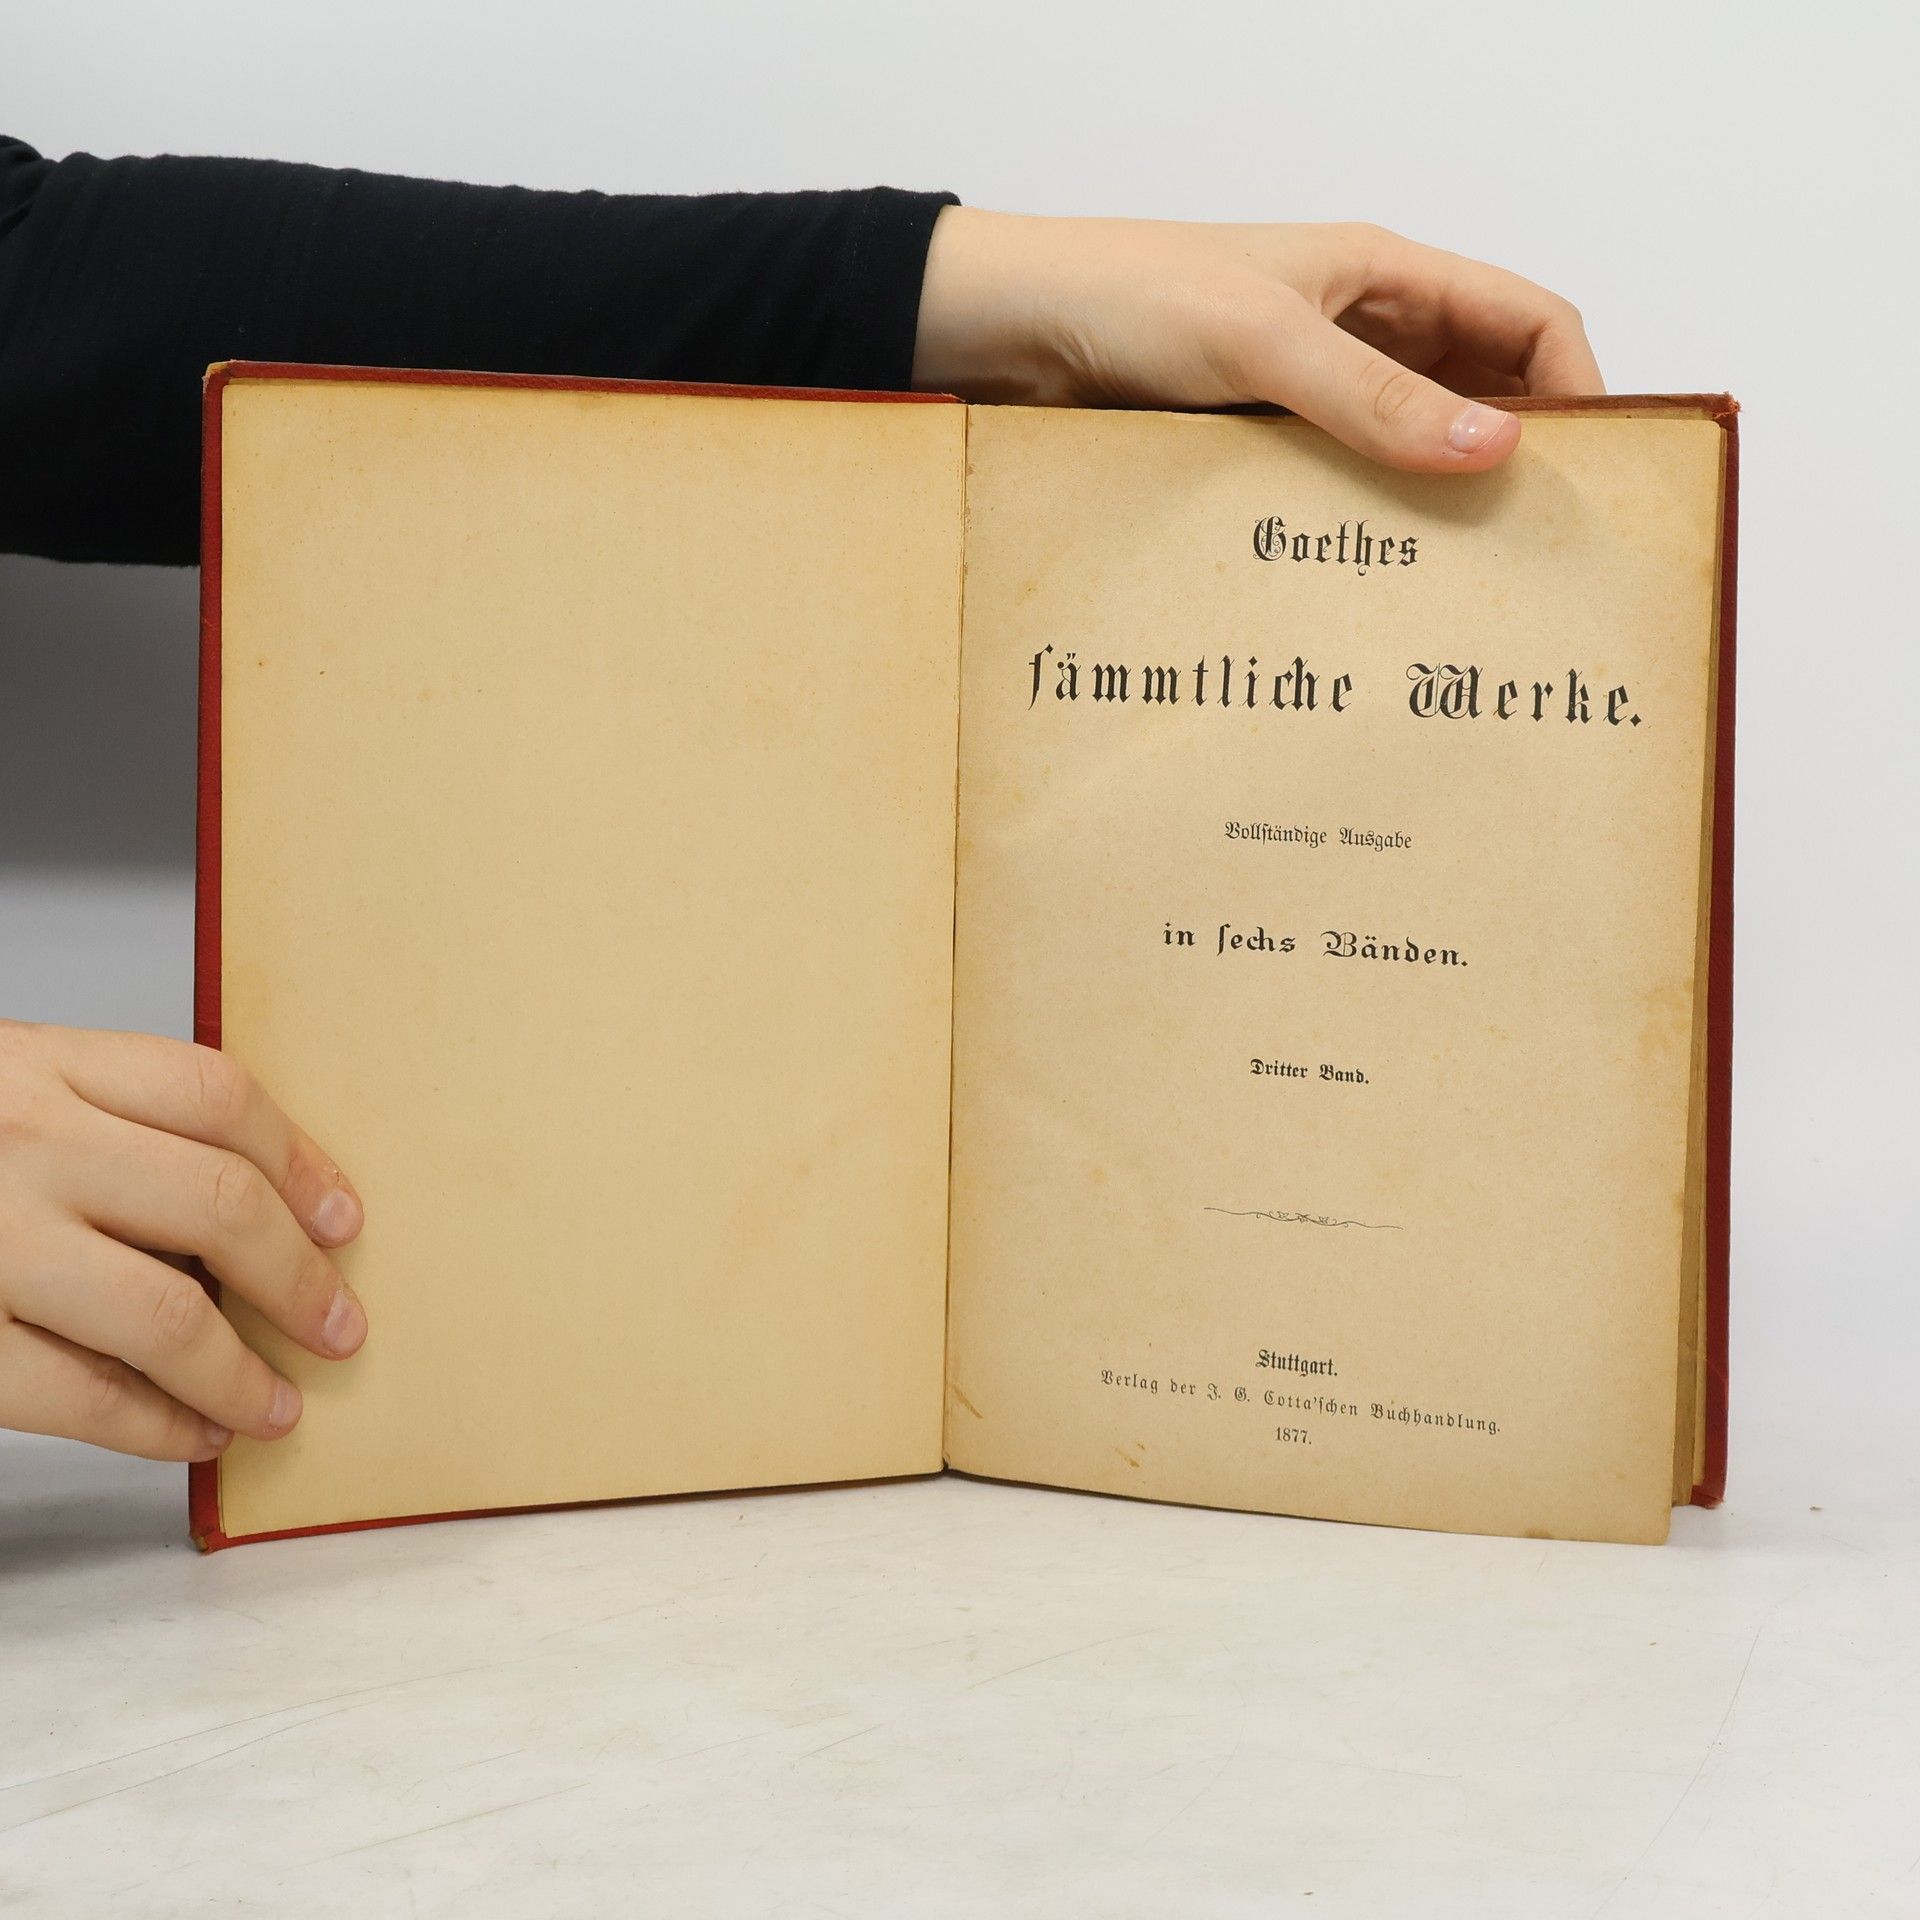 Goethes
ſämmtliche Werke.
Vollſtändige Ausgabe
in ſechs Bänden.
Dritter Band.
Stuttgart.
Verlag der J. G. Cotta'ſchen Buchhandlung.
1877.